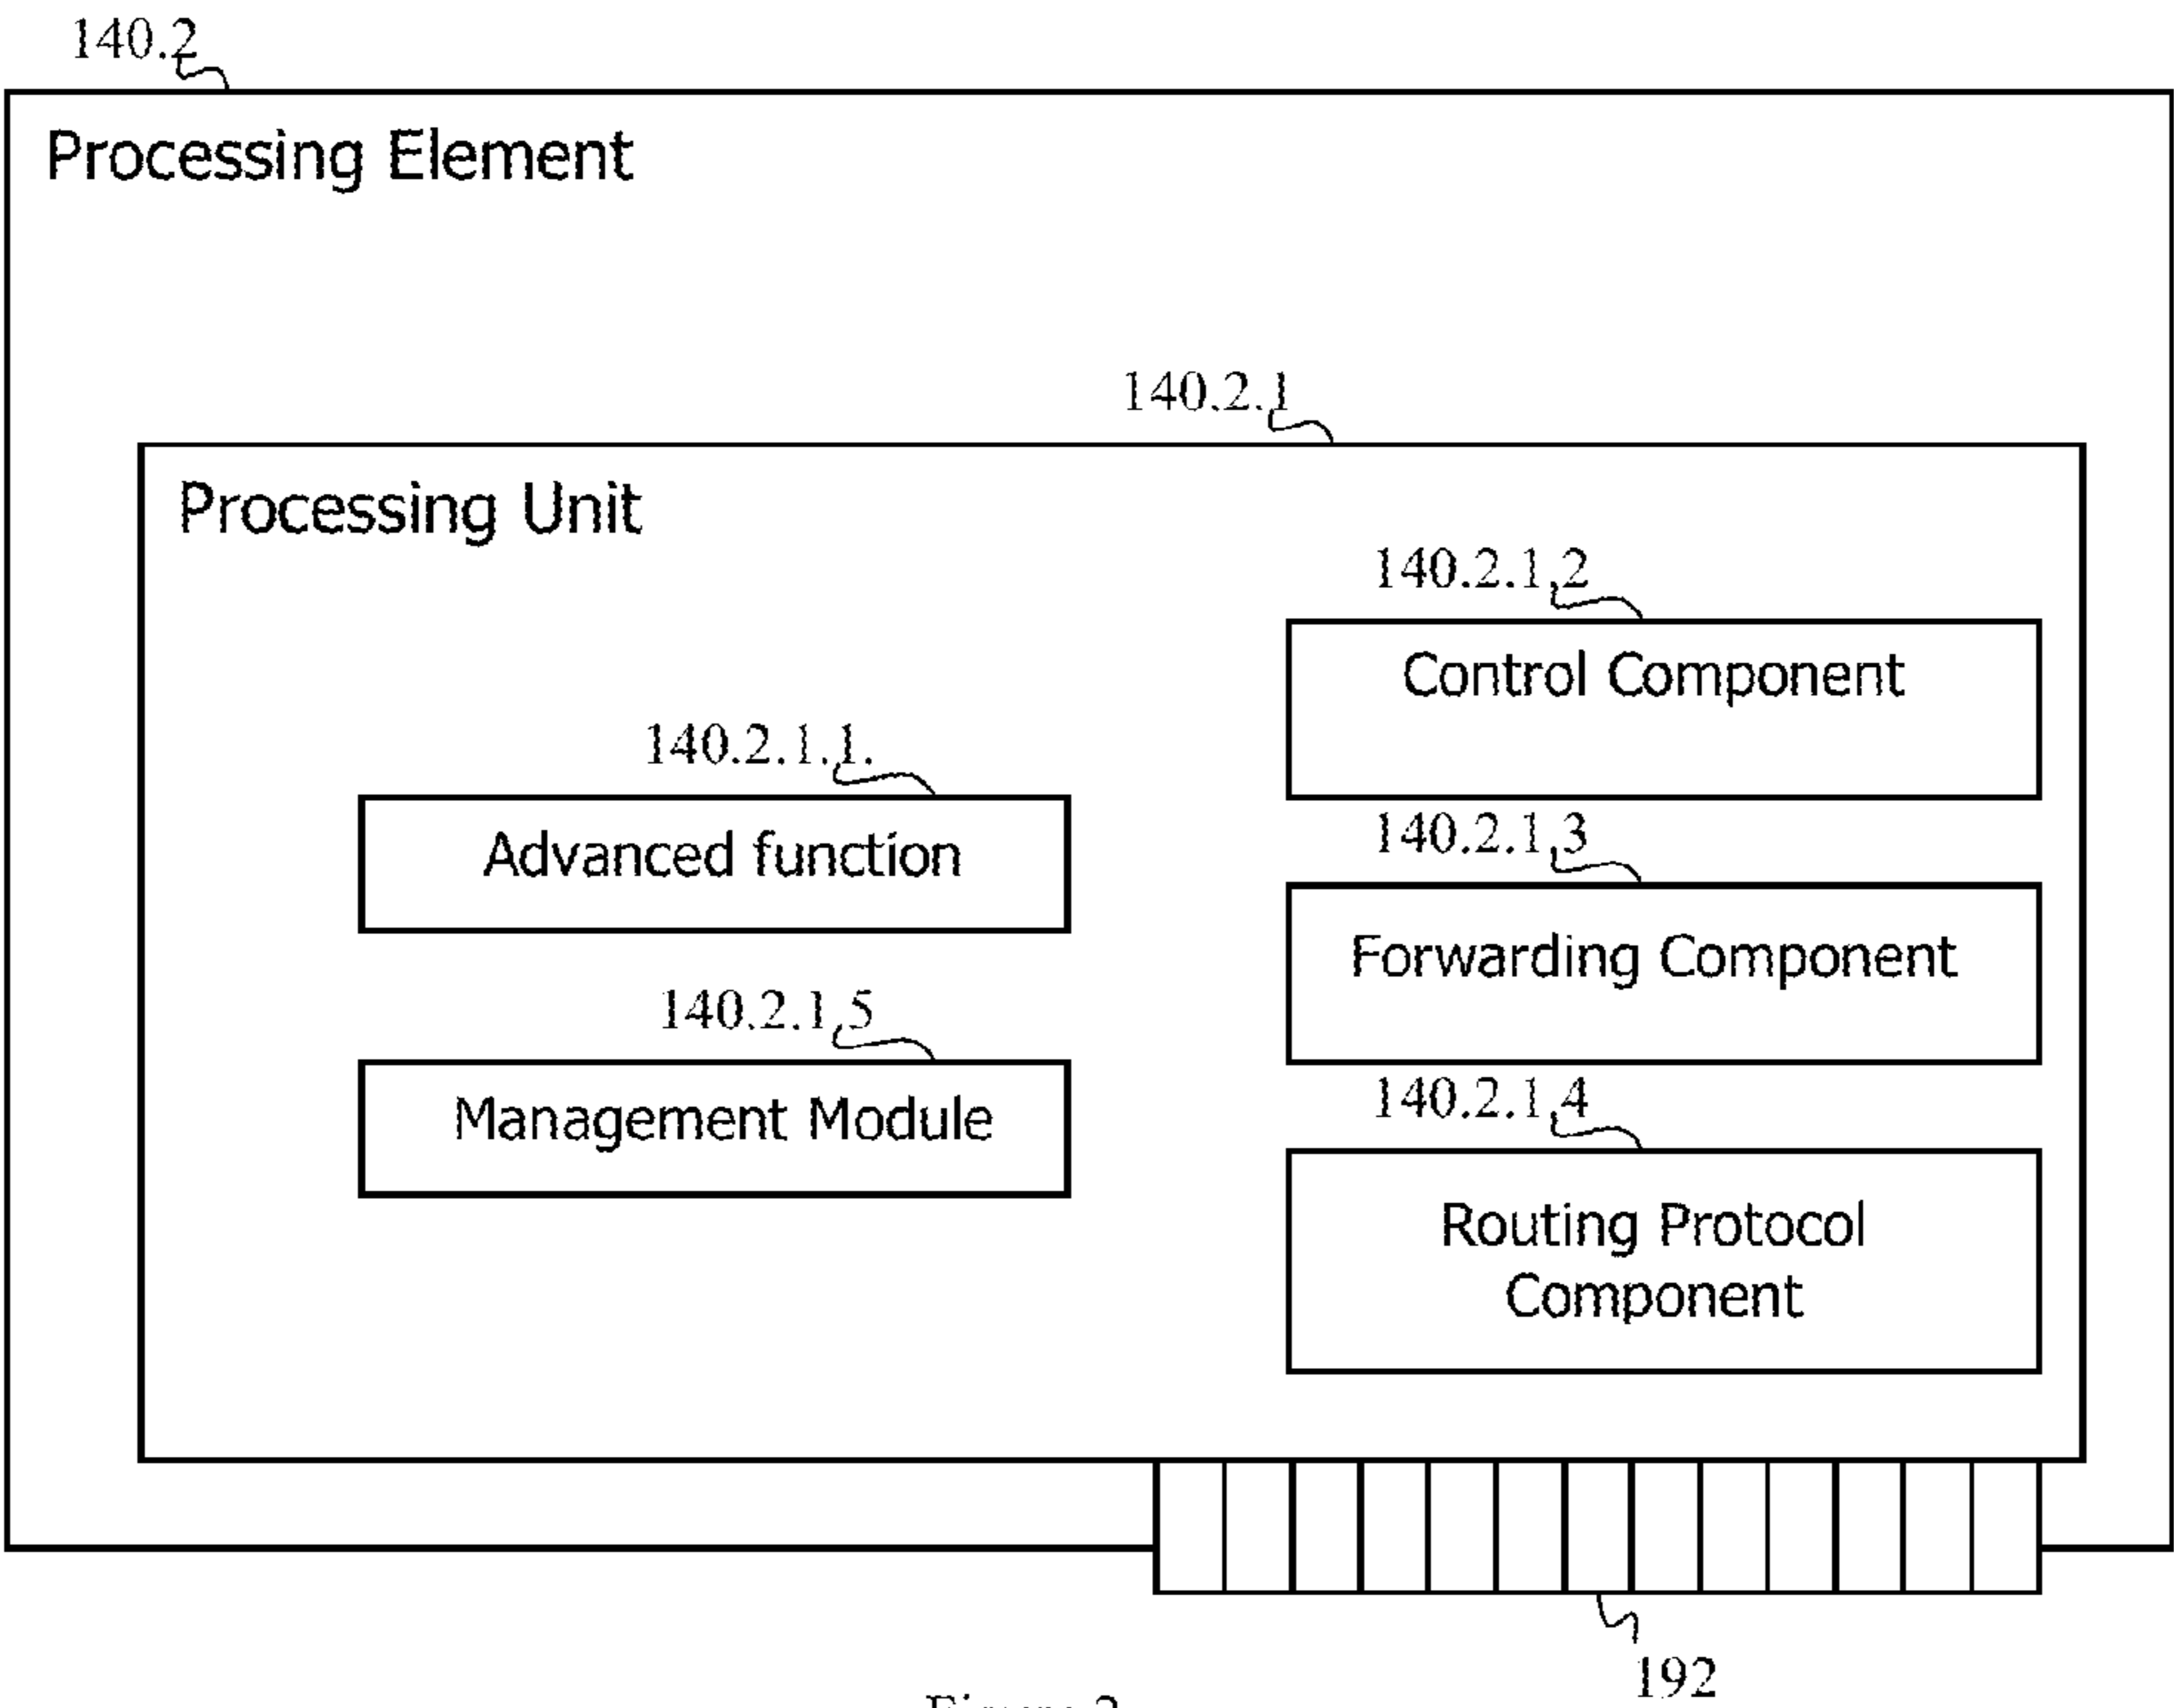 140.2
Processing Element
140.2.1
Processing Unit
140.2.1.2
Control Component
140.2.1.1.
Advanced function
140.2.1.3
Forwarding Component
140.2.1.5
Management Module
140.2.1.4
Routing Protocol
Component
192